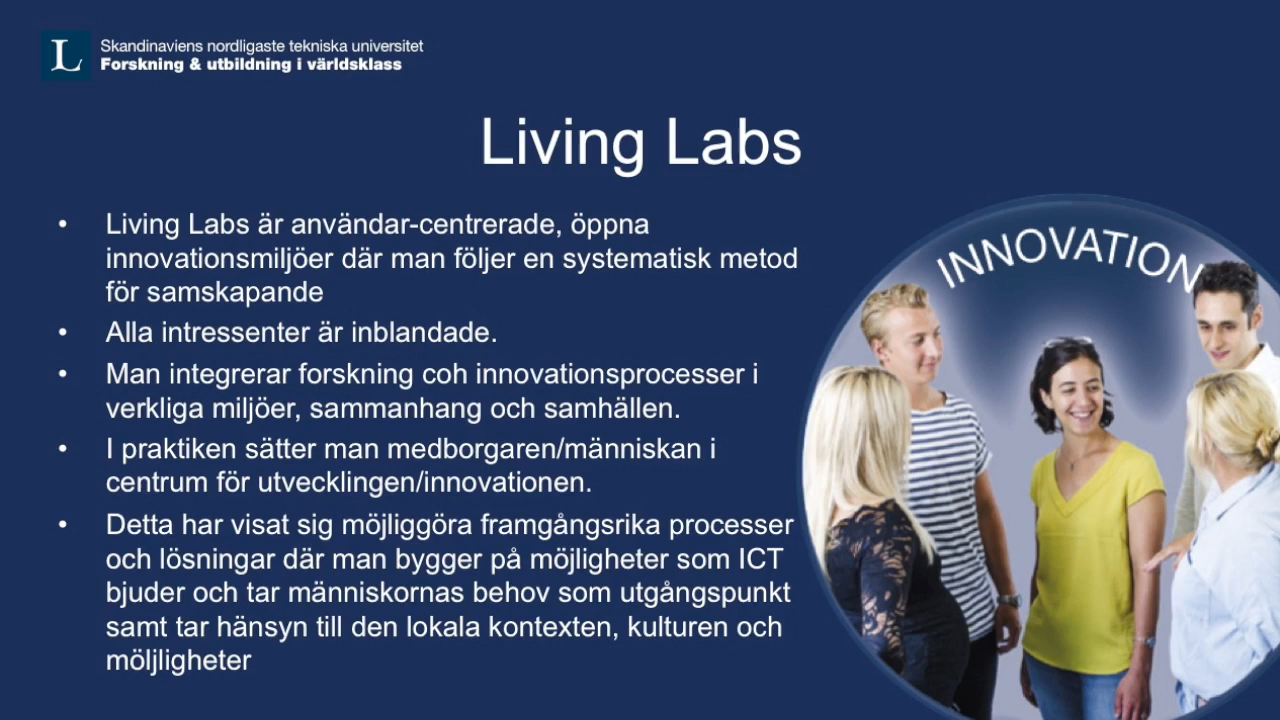 L
Skandinaviens nordligaste tekniska universitet
Forskning & utbildning i världsklass
Living Labs
• Living Labs är användar-centrerade, öppna
innovationsmiljöer där man följer en systematisk metod
för samskapande
• Alla intressenter är inblandade.
• Man integrerar forskning coh innovationsprocesser i
verkliga miljöer, sammanhang och samhällen.
• I praktiken sätter man medborgaren/människan i
centrum för utvecklingen/innovationen.
• Detta har visat sig möjliggöra framgångsrika processer
och lösningar där man bygger på möjligheter som ICT
bjuder och tar människornas behov som utgångspunkt
samt tar hänsyn till den lokala kontexten, kulturen och
möljligheter
INNOVATION